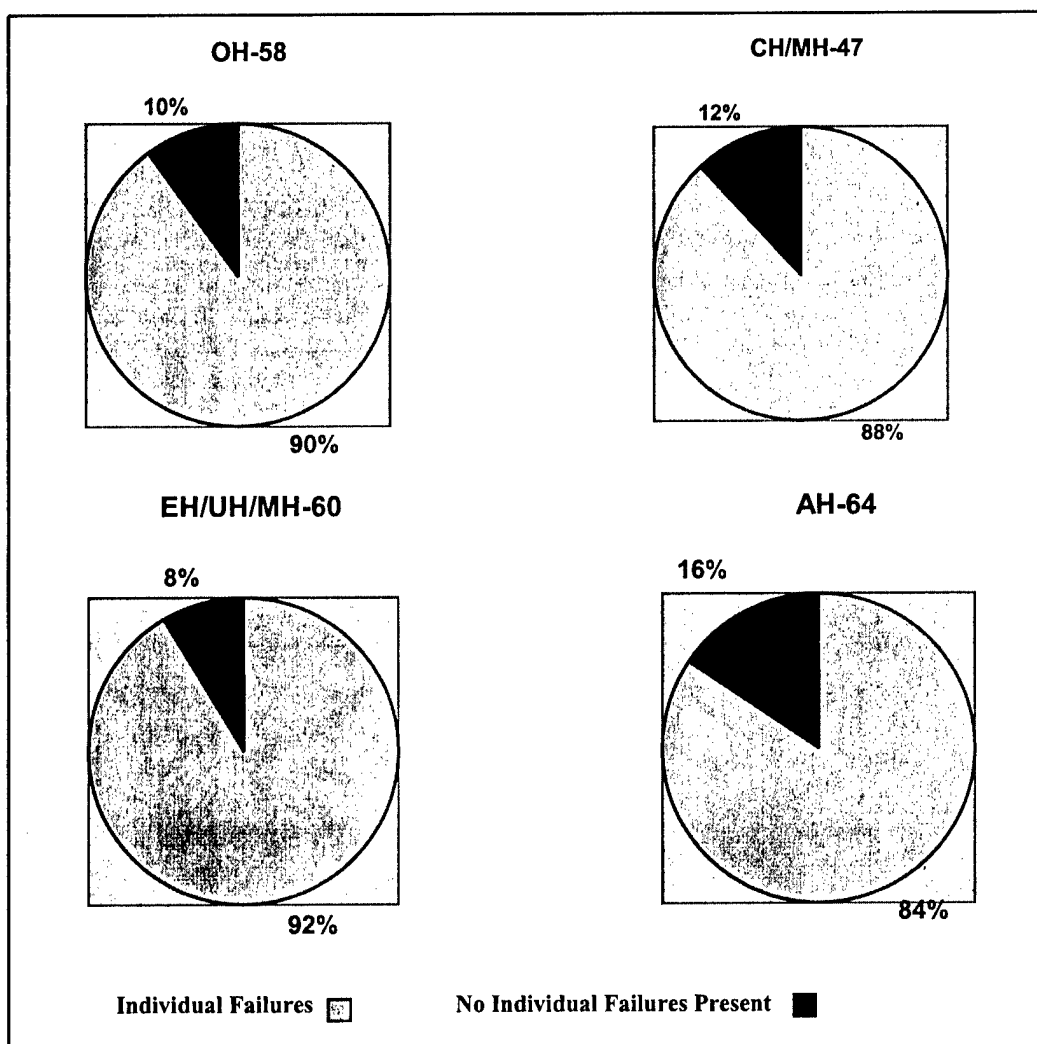 OH-58
10%
90%
CH/MH-47
12%
88%
EH/UH/MH-60
8%
92%
AH-64
16%
84%
Individual Failures
No Individual Failures Present